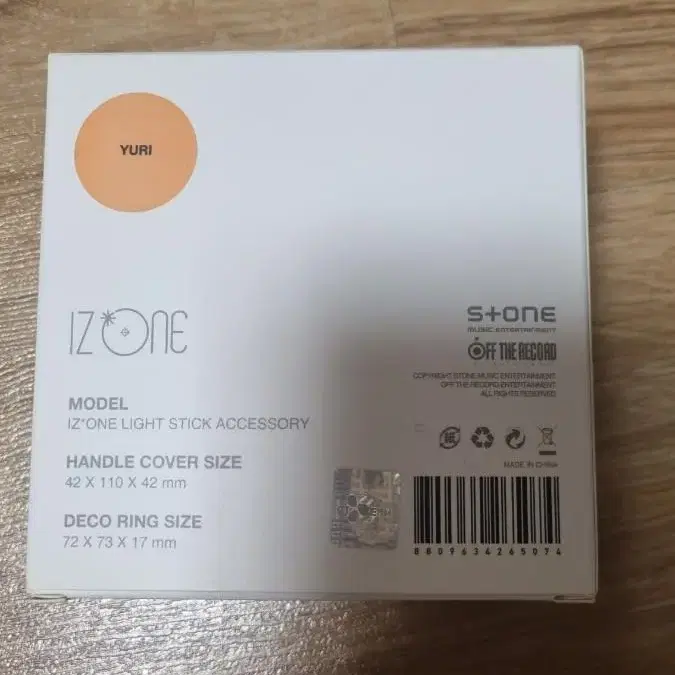 YURI
IZ*ONE
MODEL
IZ*ONE LIGHT STICK ACCESSORY
HANDLE COVER SIZE
42 X 110 X 42 mm
DECO RING SIZE
72 X 73 X 17 mm
STONE
MUSIC ENTERTAINMENT
OFF THE RECORD
COPYRIGHT STONE MUSIC ENTERTAINMENT
OFF THE RECORD ENTERTAINMENT
ALL RIGHTS RESERVED
MADE IN CHINA
8809634265074